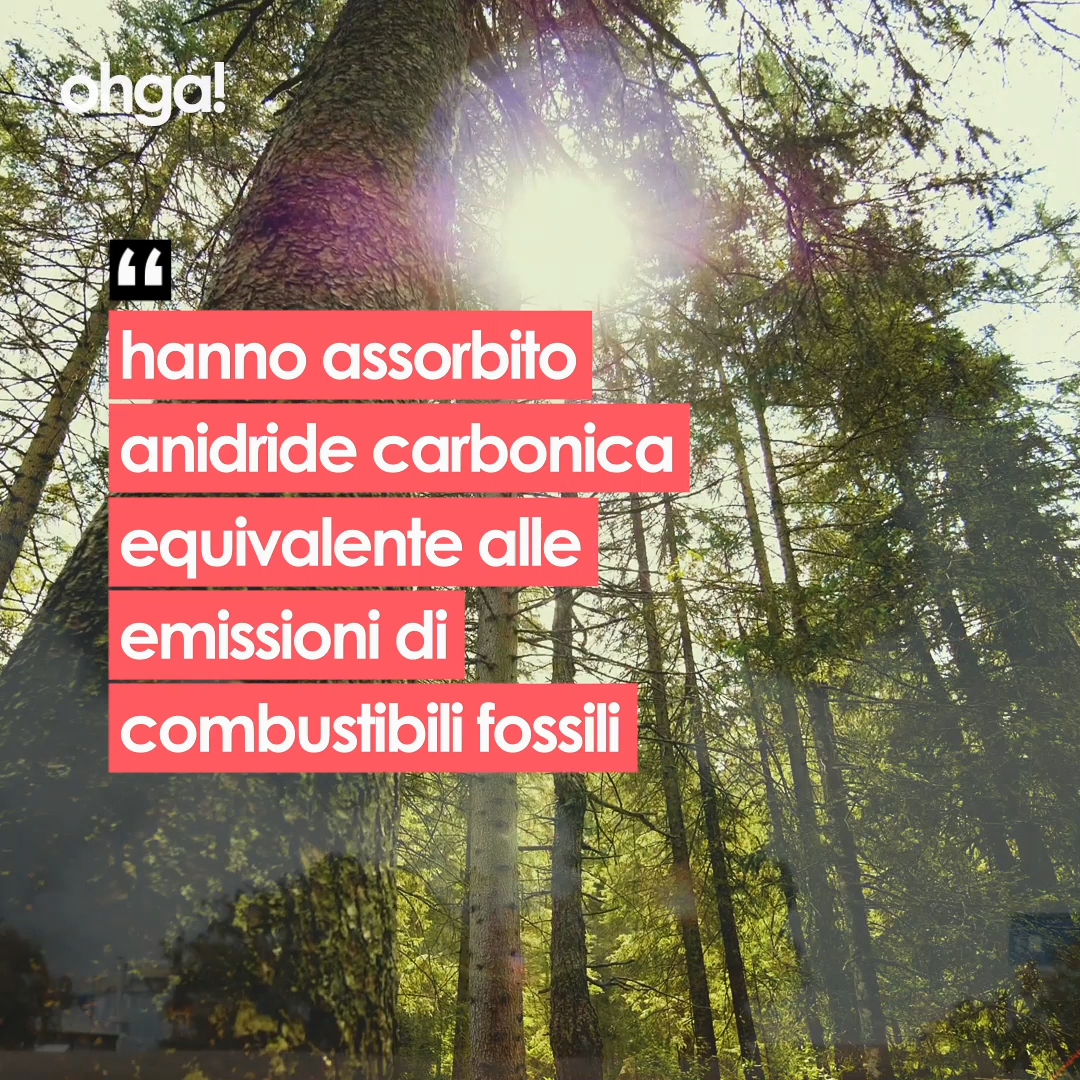 ohga!
“
hanno assorbito
anidride carbonica
equivalente alle
emissioni di
combustibili fossili